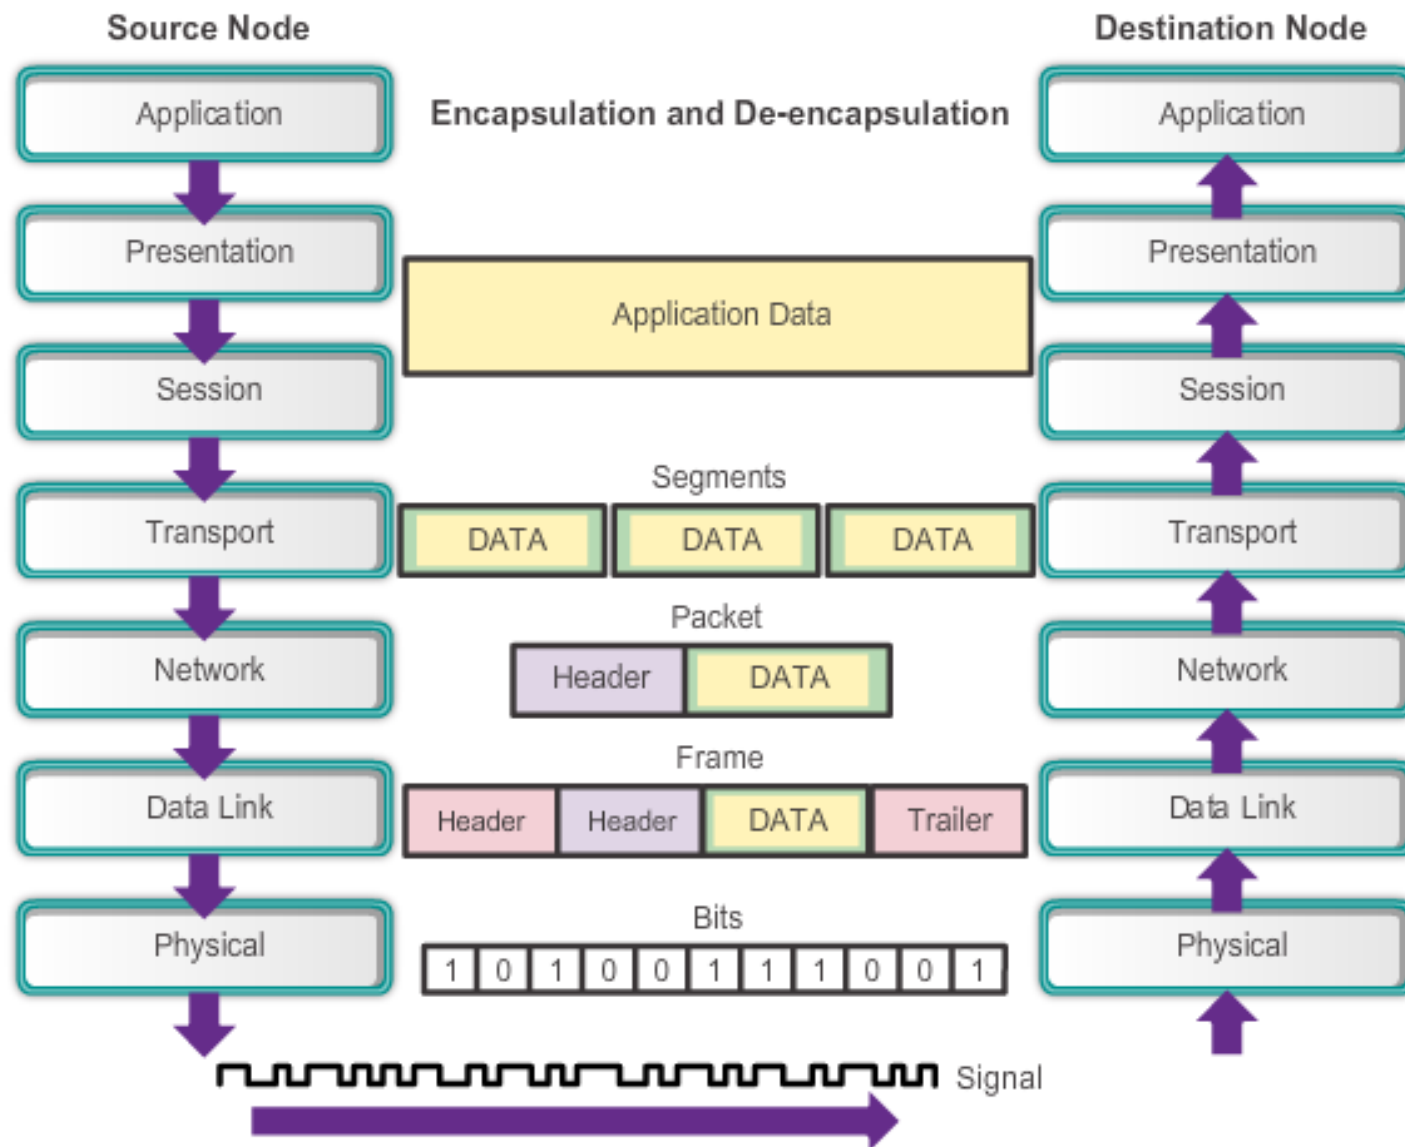 Source Node
Destination Node
Application
Encapsulation and De-encapsulation
Application
Presentation
Presentation
Application Data
Session
Session
Segments
Transport
DATA
DATA
DATA
Transport
Packet
Network
Header
DATA
Network
Frame
Data Link
Header
Header
DATA
Trailer
Data Link
Bits
Physical
1 0 1 0 0 1 1 1 0 0 1
Physical
Signal